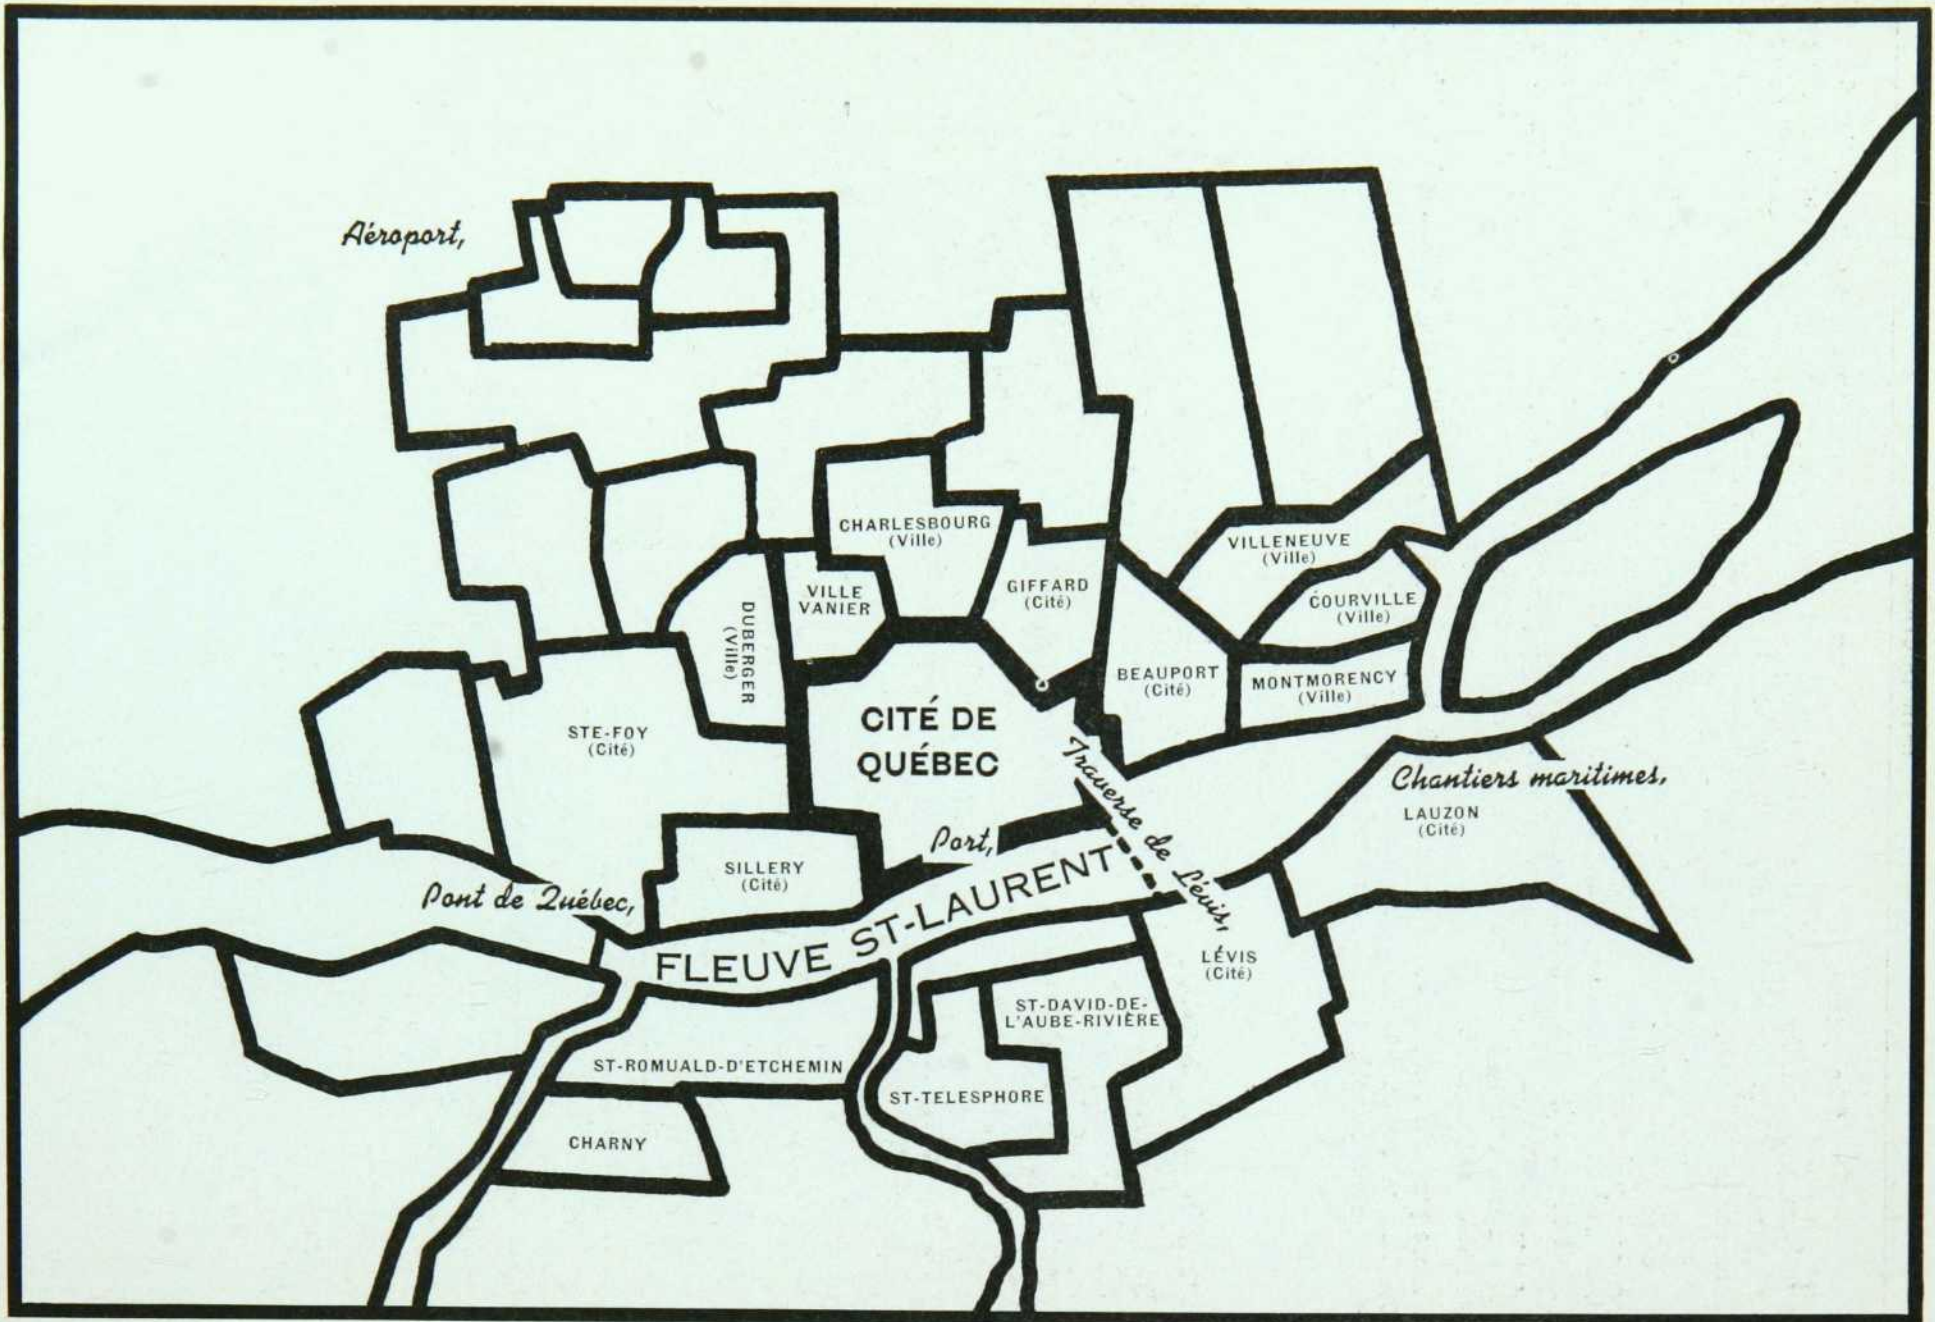 Aéroport,
CHARLESBOURG
(Ville)
VILLENEUVE
(Ville)
VILLE
VANIER
GIFFARD
(Cité)
COURVILLE
(Ville)
DUBERGER
(Ville)
BEAUPORT
(Cité)
MONTMORENCY
(Ville)
STE-FOY
(Cité)
CITÉ DE
QUÉBEC
Traverse de Lévis,
Chantiers maritimes,
LAUZON
(Cité)
Port,
SILLERY
(Cité)
Pont de Québec,
FLEUVE ST-LAURENT
LÉVIS
(Cité)
ST-DAVID-DE-
L'AUBE-RIVIÈRE
ST-ROMUALD-D'ETCHEMIN
ST-TELESPHORE
CHARNY